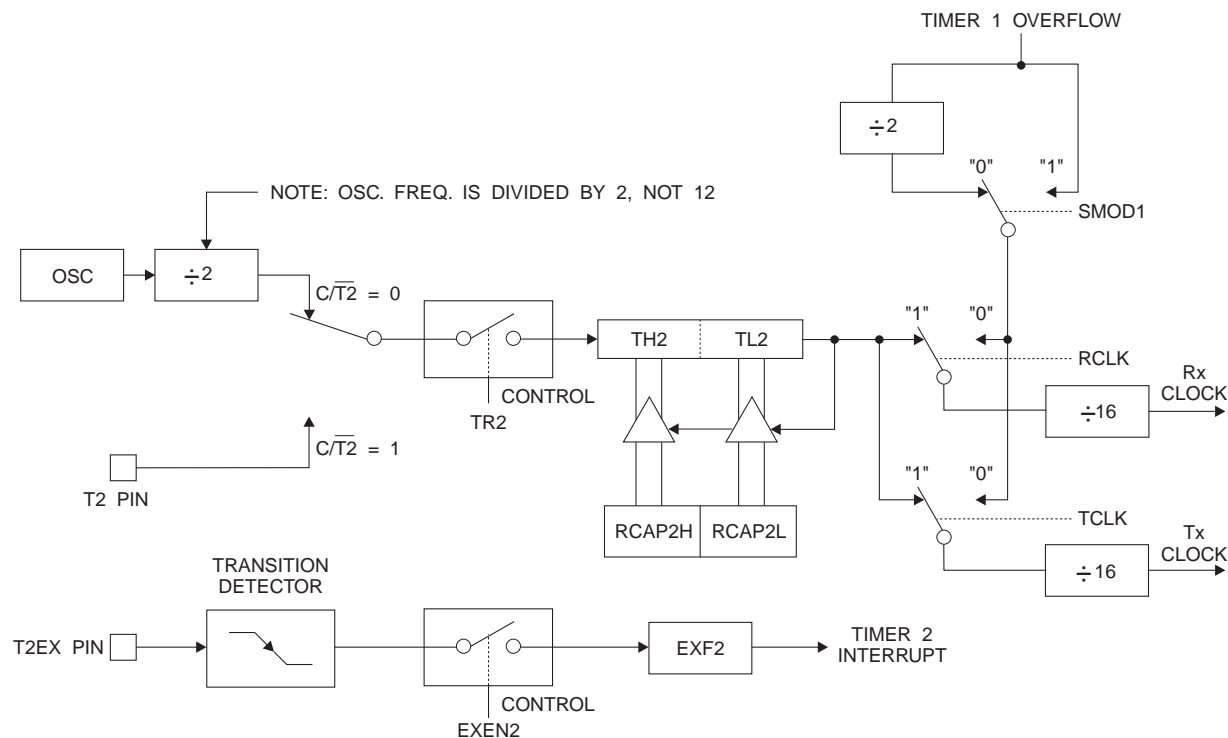 TIMER 1 OVERFLOW
÷2
"0" "1"
NOTE: OSC. FREQ. IS DIVIDED BY 2, NOT 12
SMOD1
OSC
÷2
C/T̅2̅ = 0
"1" "0"
TH2 TL2
RCLK
Rx
CLOCK
CONTROL
TR2
÷16
C/T̅2̅ = 1
"1" "0"
T2 PIN
TCLK
RCAP2H RCAP2L
Tx
CLOCK
TRANSITION
DETECTOR
÷16
T2EX PIN
EXF2
TIMER 2
INTERRUPT
CONTROL
EXEN2